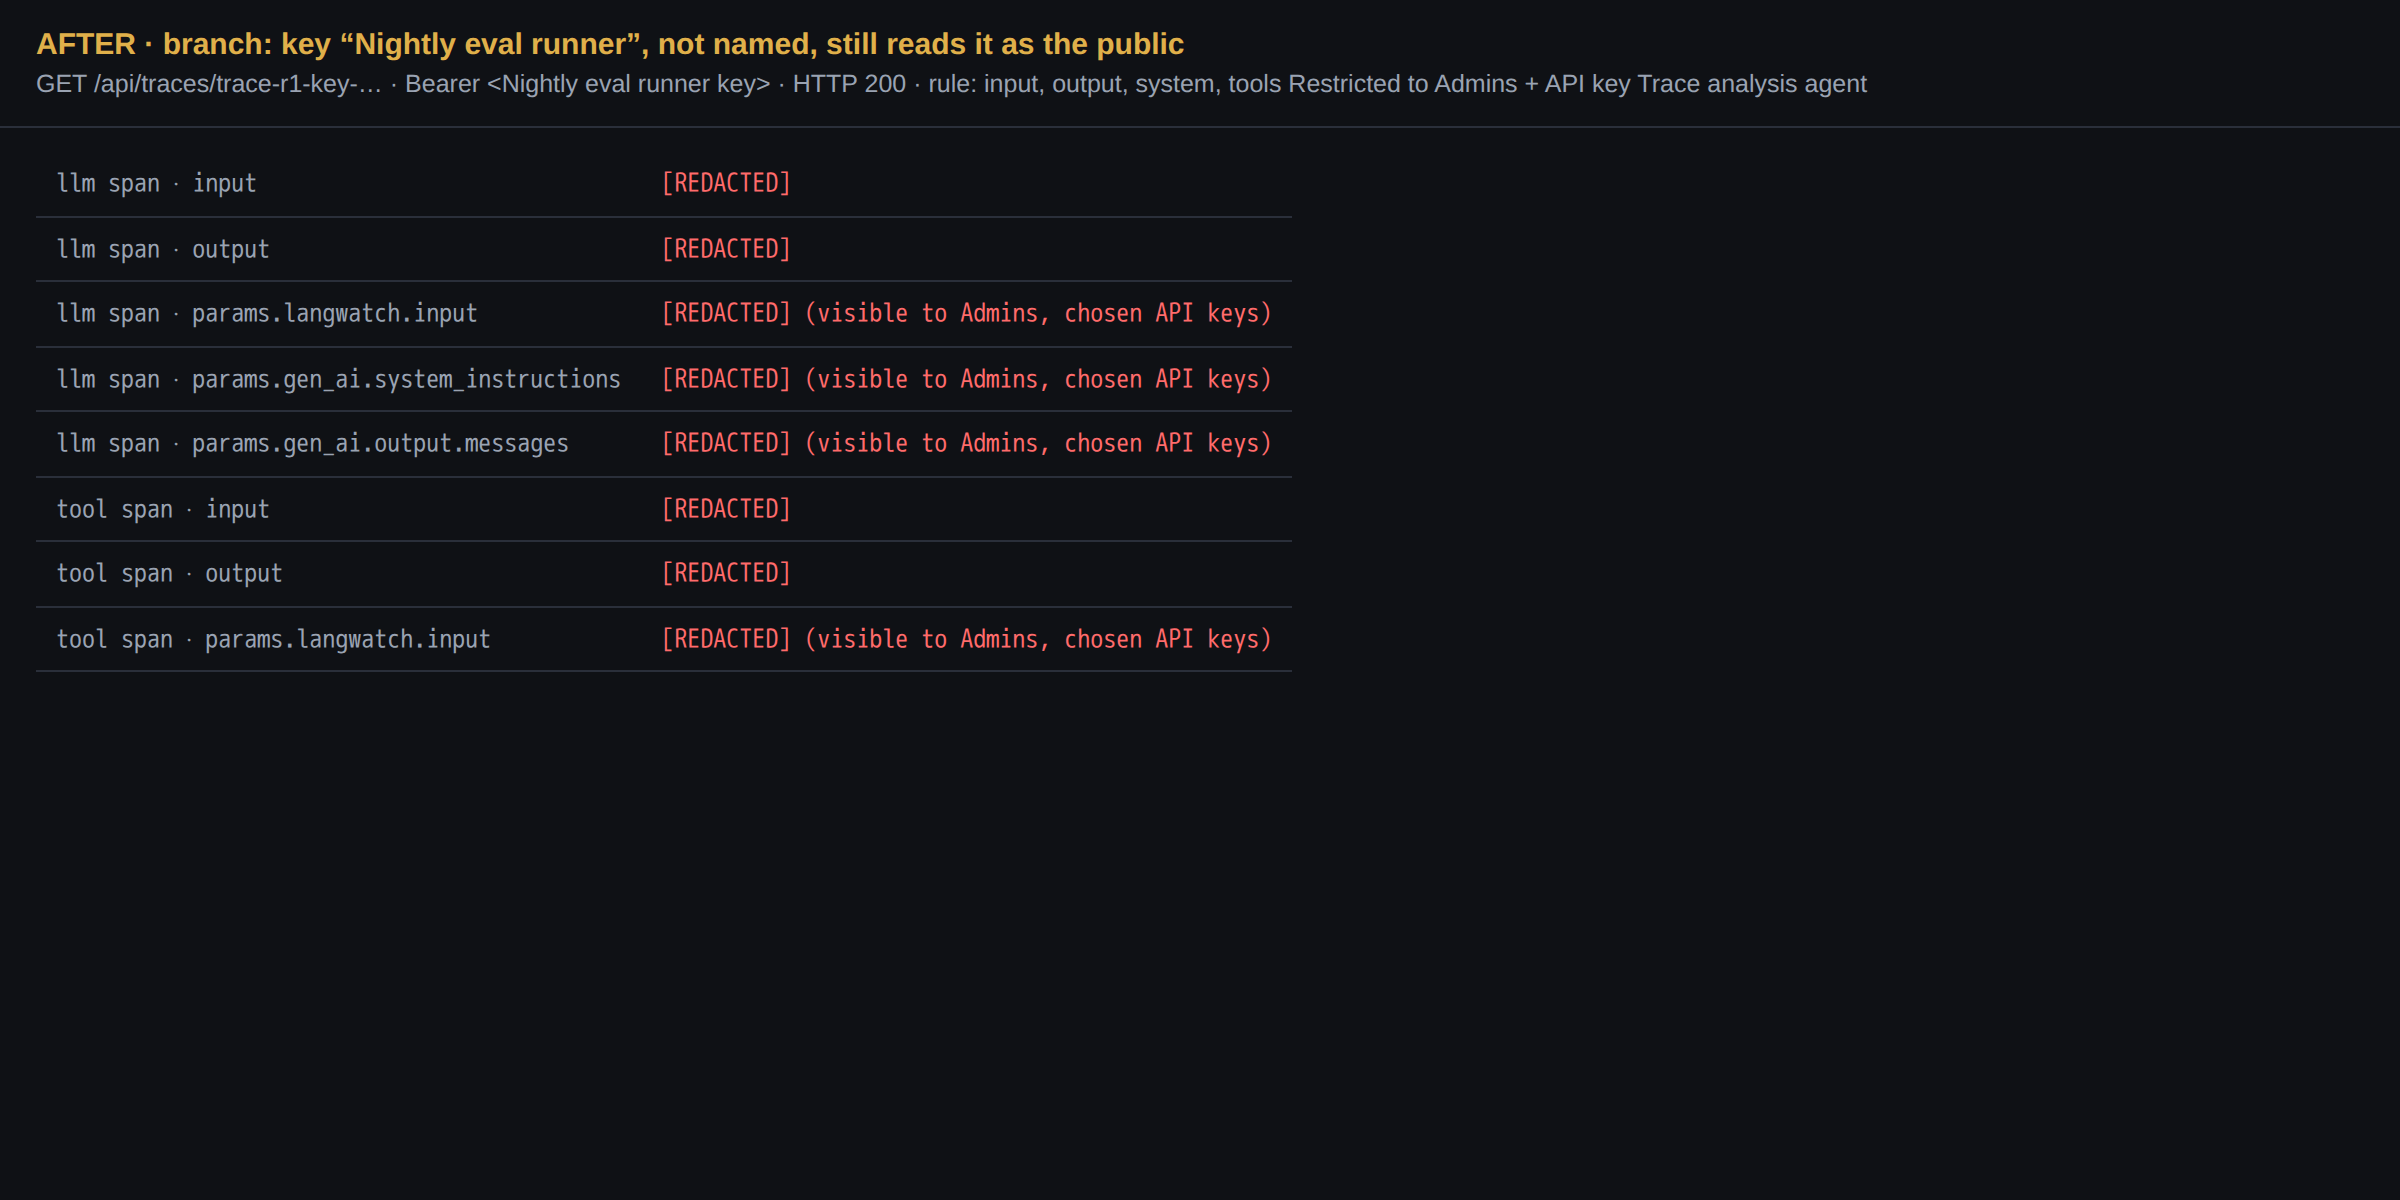 AFTER · branch: key “Nightly eval runner”, not named, still reads it as the public
GET /api/traces/trace-r1-key-… · Bearer <Nightly eval runner key> · HTTP 200 · rule: input, output, system, tools Restricted to Admins + API key Trace analysis agent
llm span · input [REDACTED]
llm span · output [REDACTED]
llm span · params.langwatch.input [REDACTED] (visible to Admins, chosen API keys)
llm span · params.gen_ai.system_instructions [REDACTED] (visible to Admins, chosen API keys)
llm span · params.gen_ai.output.messages [REDACTED] (visible to Admins, chosen API keys)
tool span · input [REDACTED]
tool span · output [REDACTED]
tool span · params.langwatch.input [REDACTED] (visible to Admins, chosen API keys)